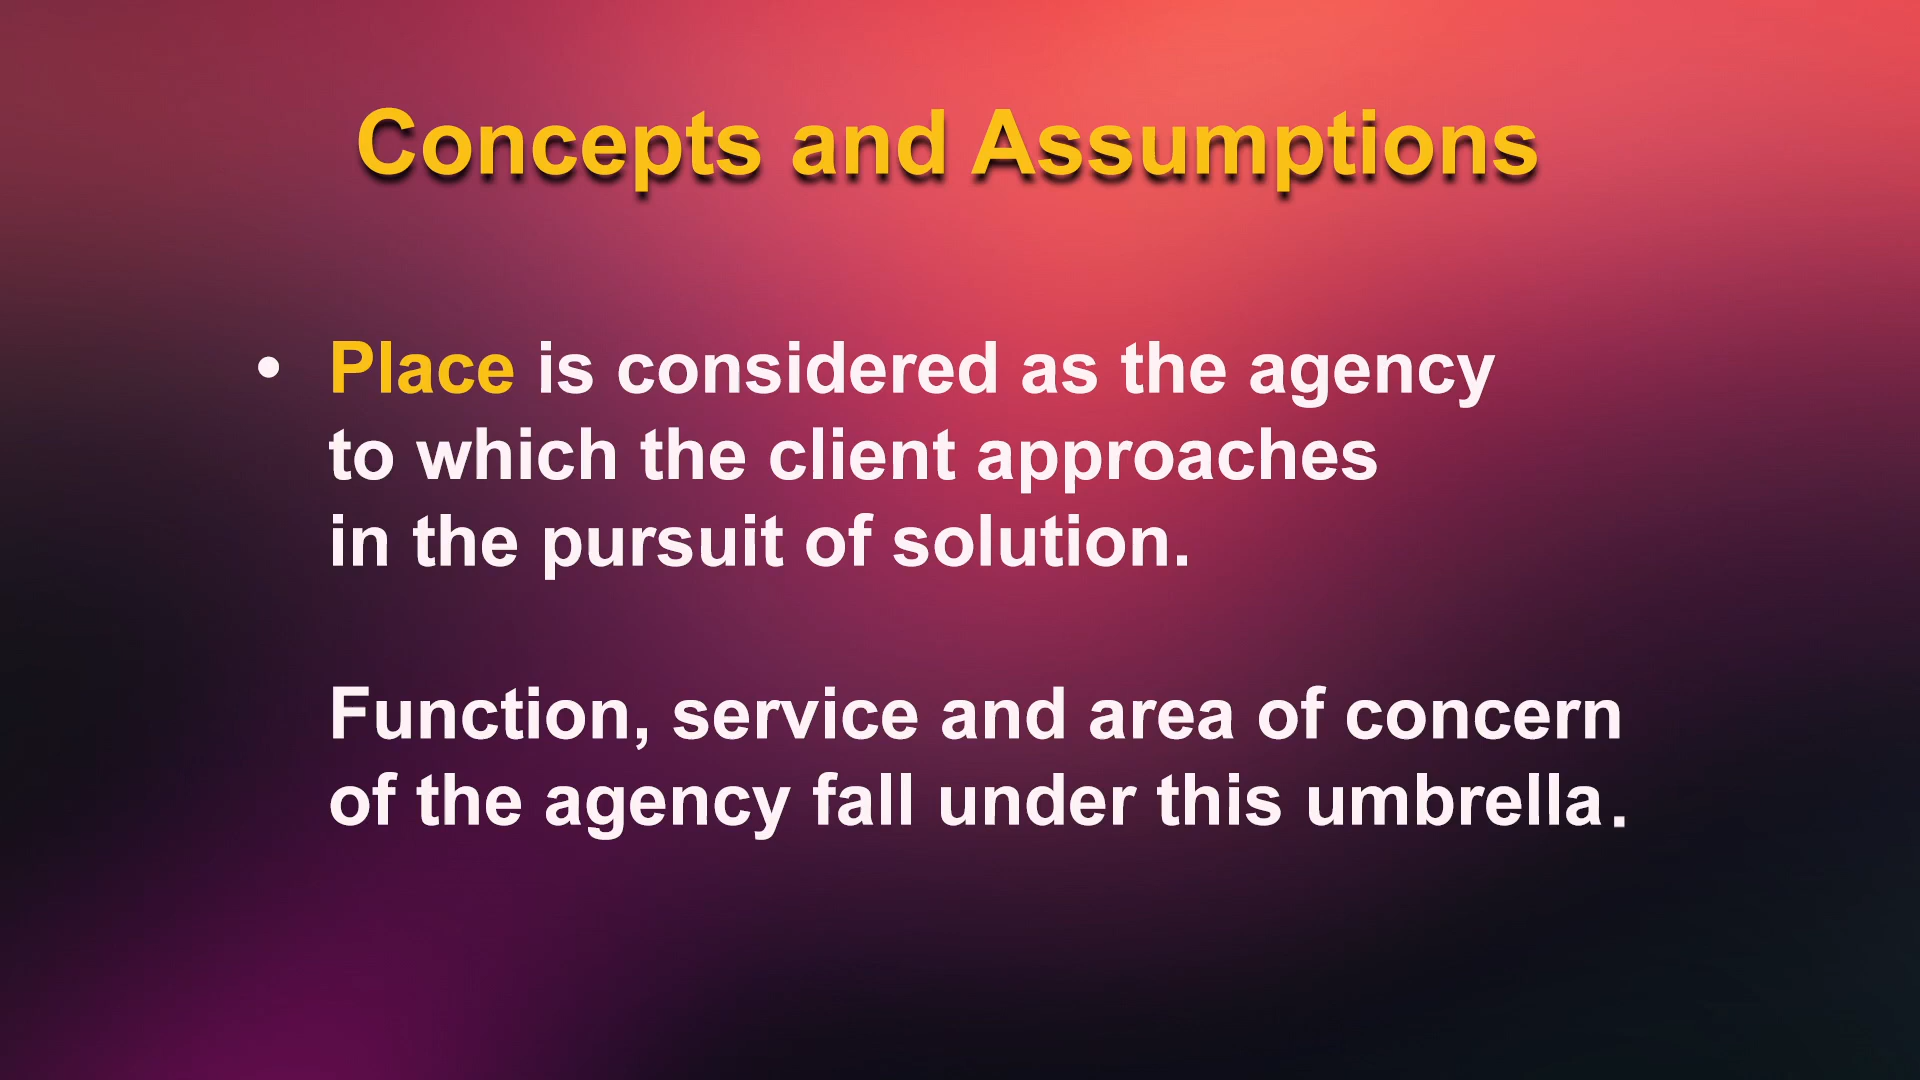 Concepts and Assumptions
• Place is considered as the agency
to which the client approaches
in the pursuit of solution.
Function, service and area of concern
of the agency fall under this umbrella.